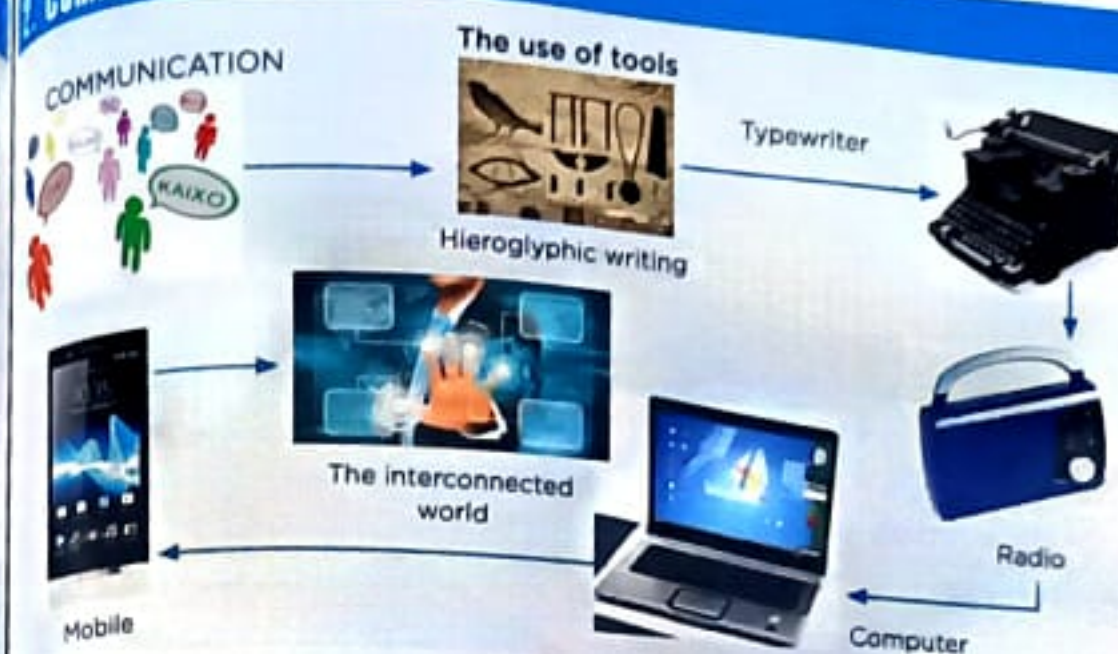 COMMUNICATION
The use of tools
KAIXO
Hieroglyphic writing
Typewriter
Radio
Computer
Mobile
The interconnected
world